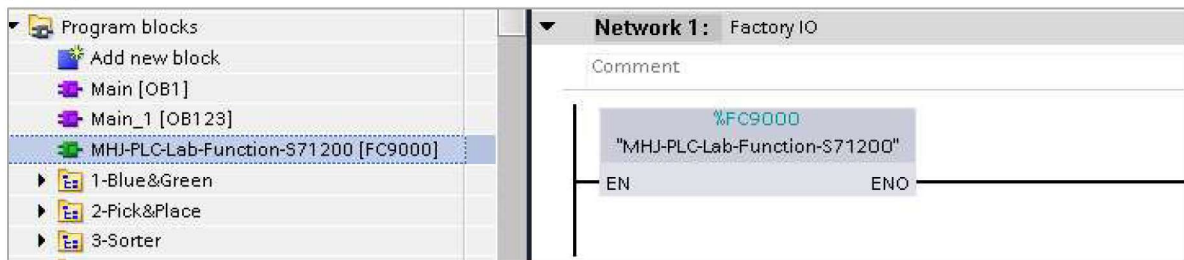 Program blocks
Add new block
Main [OB1]
Main_1 [OB123]
MHJ-PLC-Lab-Function-S71200 [FC9000]
1-Blue&Green
2-Pick&Place
3-Sorter
Network 1: Factory IO
Comment
%FC9000
"MHJ-PLC-Lab-Function-S71200"
EN ENO